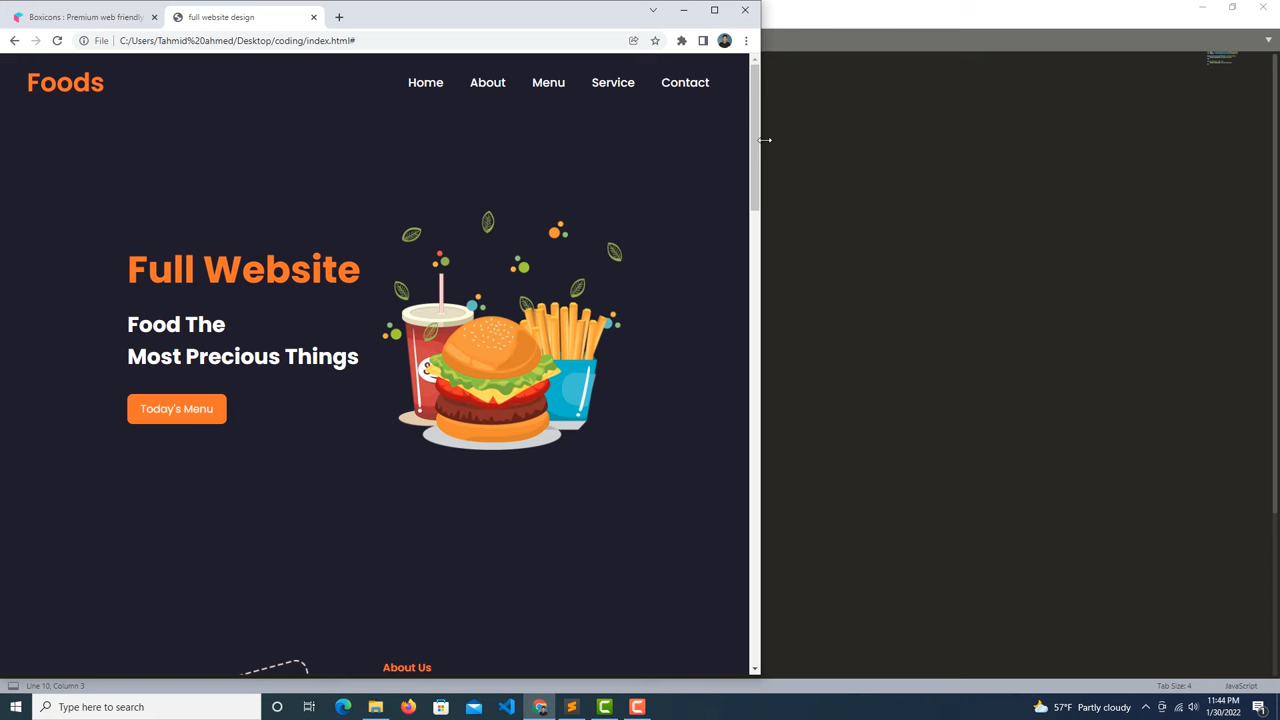 Boxicons : Premium web friendly
full website design
File
C:/Users/Tahmid%20ahmed/Desktop/coding/index.html#
Foods
Home
About
Menu
Service
Contact
Full Website
Food The
Most Precious Things
Today's Menu
About Us
Line 10, Column 3
Tab Size: 4
JavaScript
Type here to search
57°F Partly cloudy
11:44 PM
1/30/2022